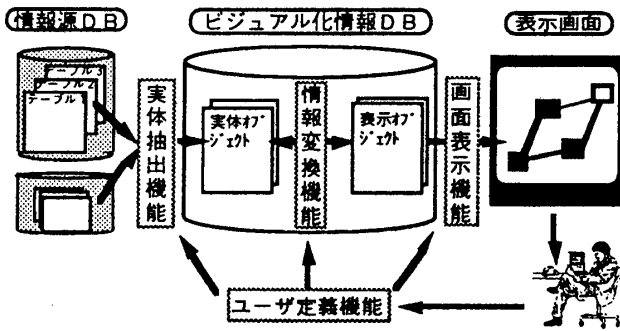 情報源ＤＢ
ビジュアル化情報ＤＢ
表示画面
テーブル3
テーブル2
テーブル1
実体抽出機能
実体オブ
ジェクト
情報変換機能
表示オブ
ジェクト
画面表示機能
ユーザ定義機能